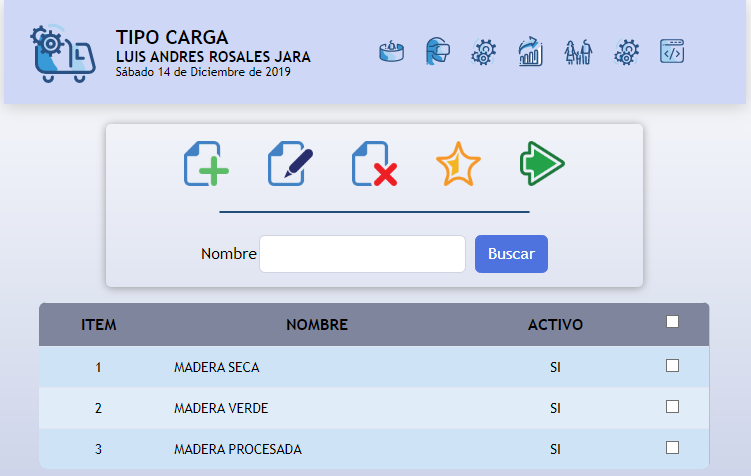 TIPO CARGA
LUIS ANDRES ROSALES JARA
Sábado 14 de Diciembre de 2019
Nombre Buscar
ITEM NOMBRE ACTIVO
1 MADERA SECA SI
2 MADERA VERDE SI
3 MADERA PROCESADA SI